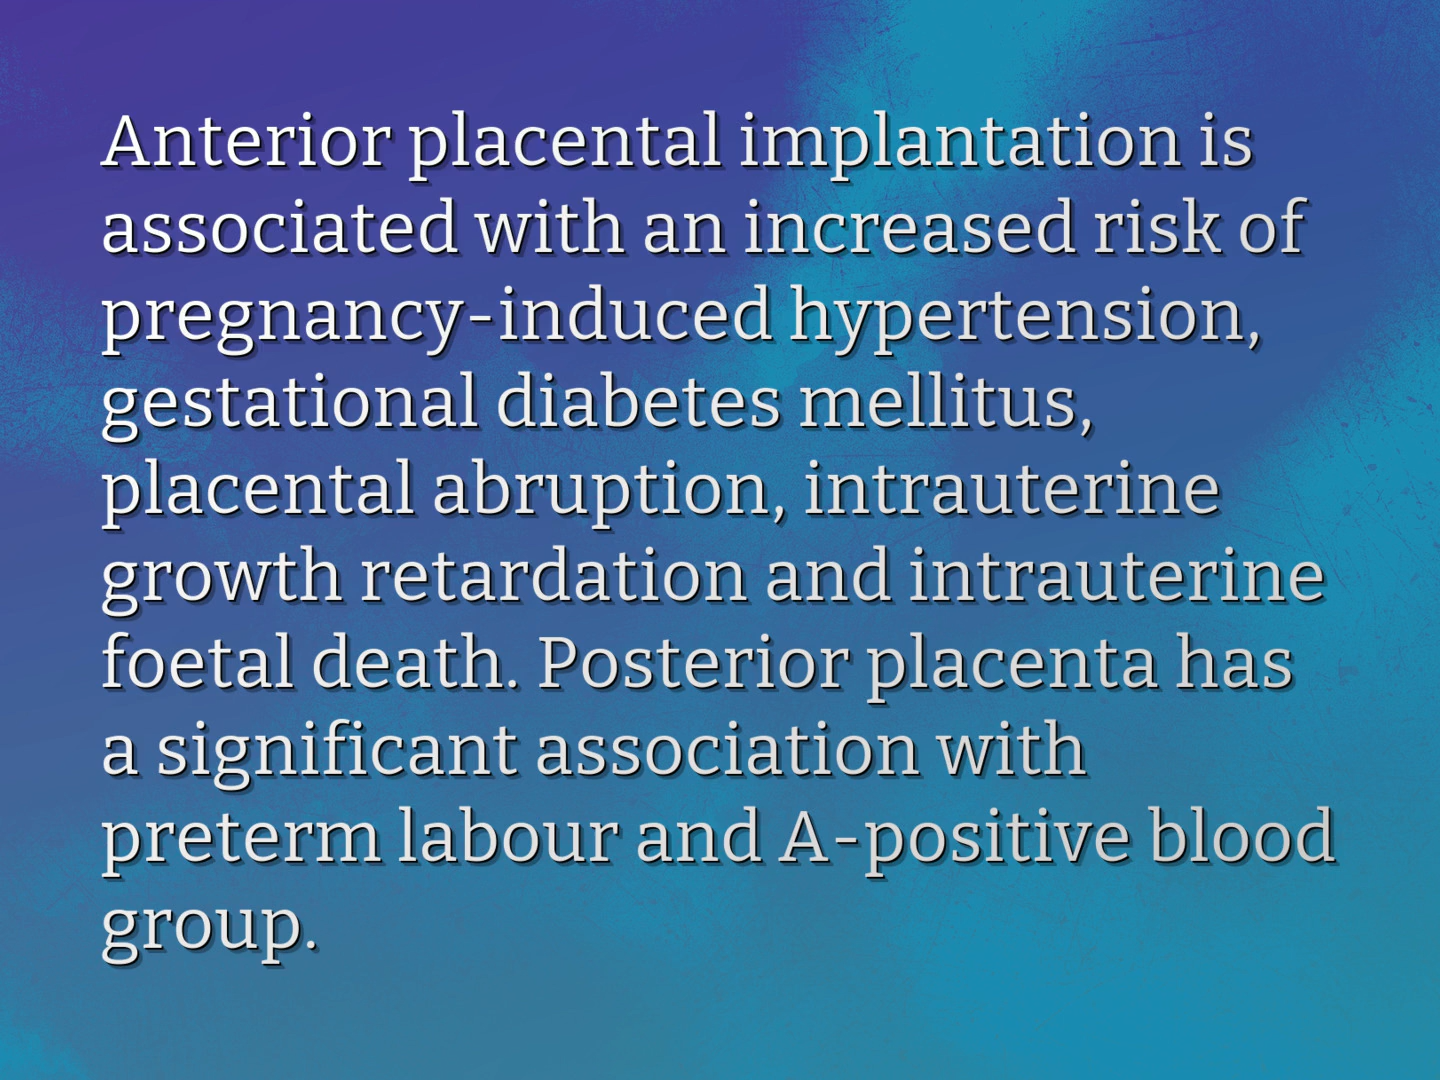 Anterior placental implantation is
associated with an increased risk of
pregnancy-induced hypertension,
gestational diabetes mellitus,
placental abruption, intrauterine
growth retardation and intrauterine
foetal death. Posterior placenta has
a significant association with
preterm labour and A-positive blood
group.